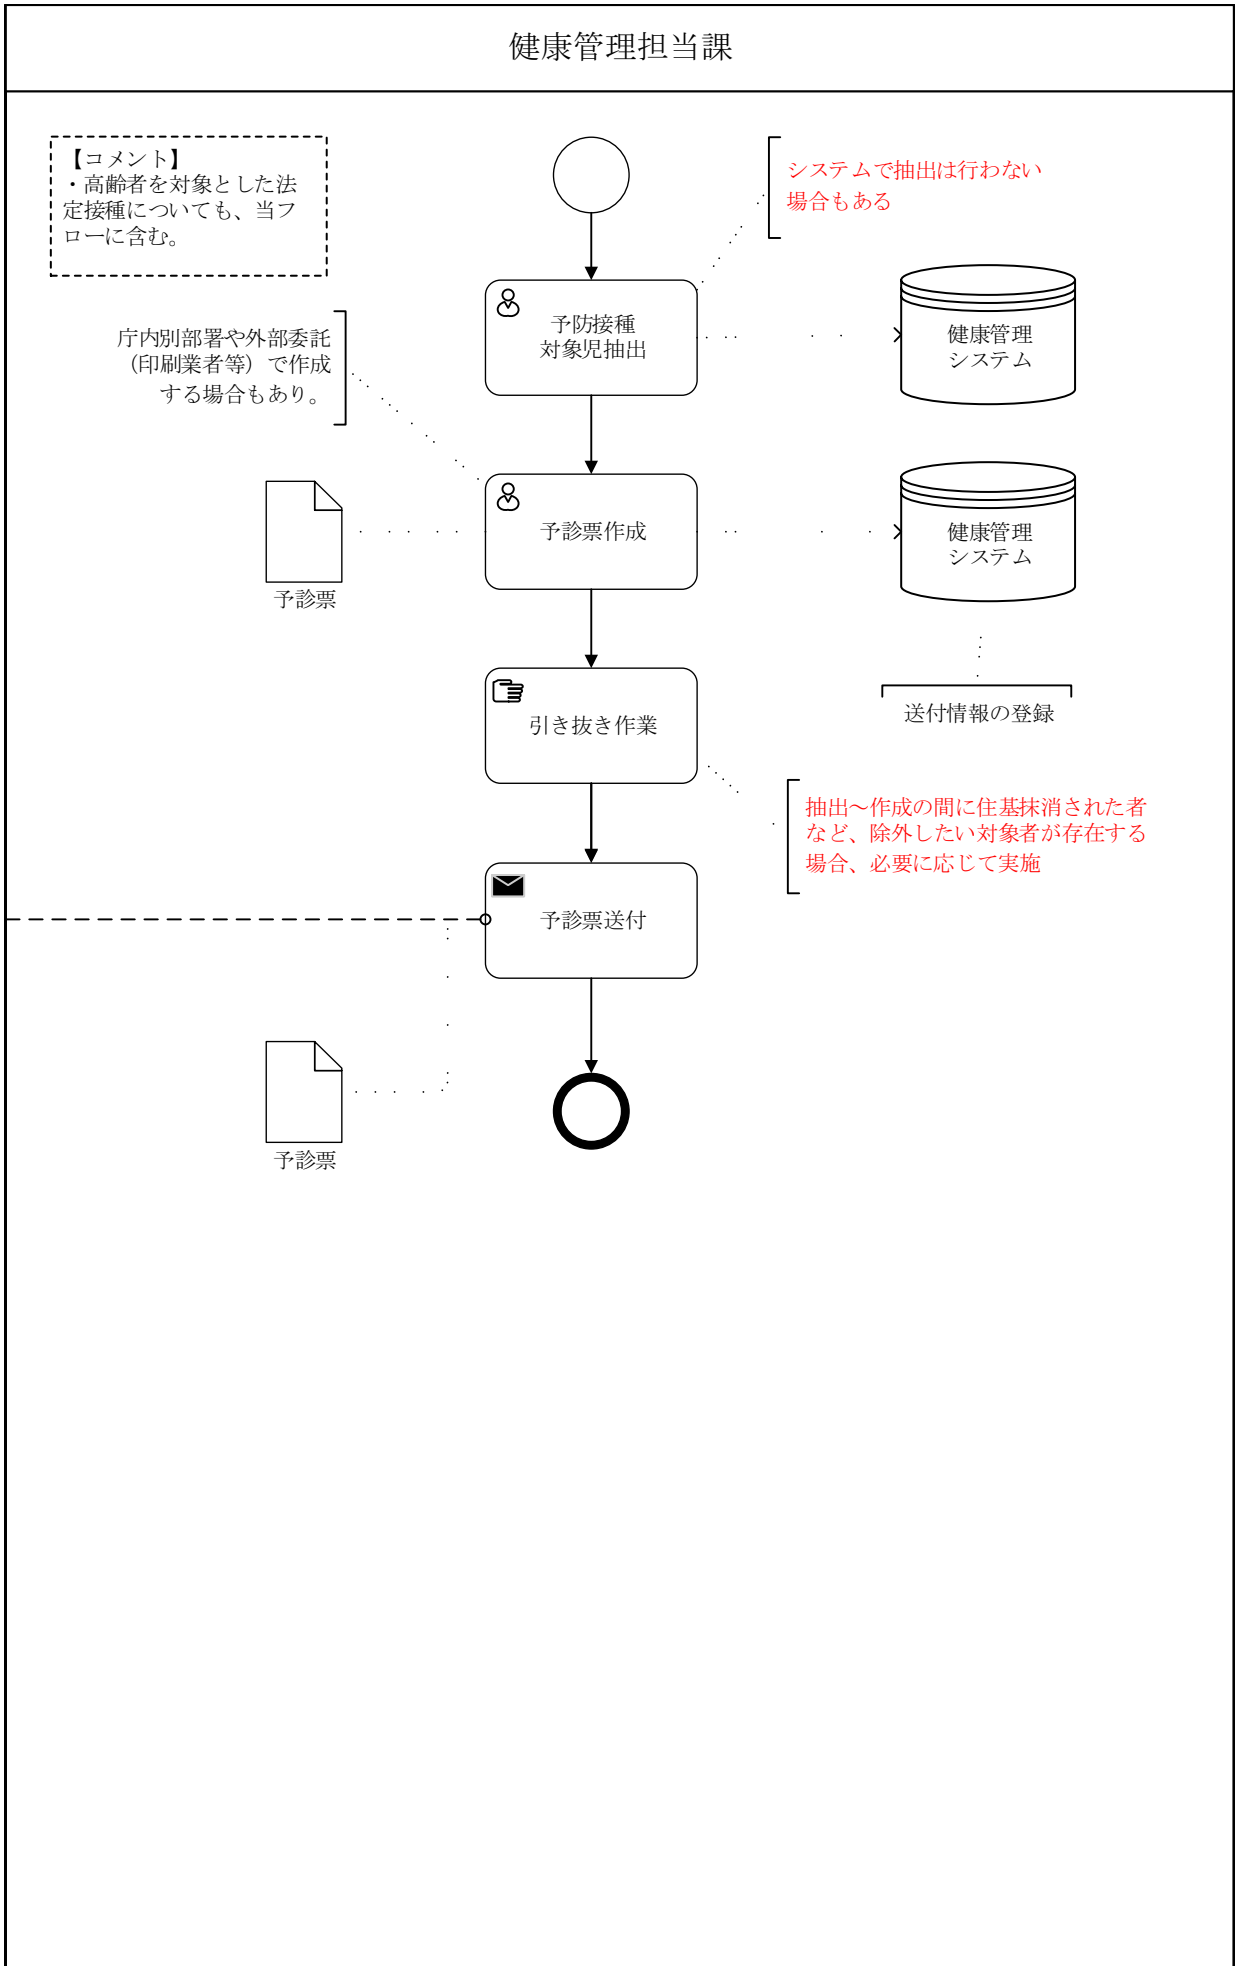 健康管理担当課
【コメント】
・高齢者を対象とした法
定接種についても、当フ
ローに含む。
システムで抽出は行わない
場合もある
予防接種
対象児抽出
健康管理
システム
庁内別部署や外部委託
（印刷業者等）で作成
する場合もあり。
予診票作成
健康管理
システム
予診票
引き抜き作業
送付情報の登録
抽出～作成の間に住基抹消された者
など、除外したい対象者が存在する
場合、必要に応じて実施
予診票送付
予診票